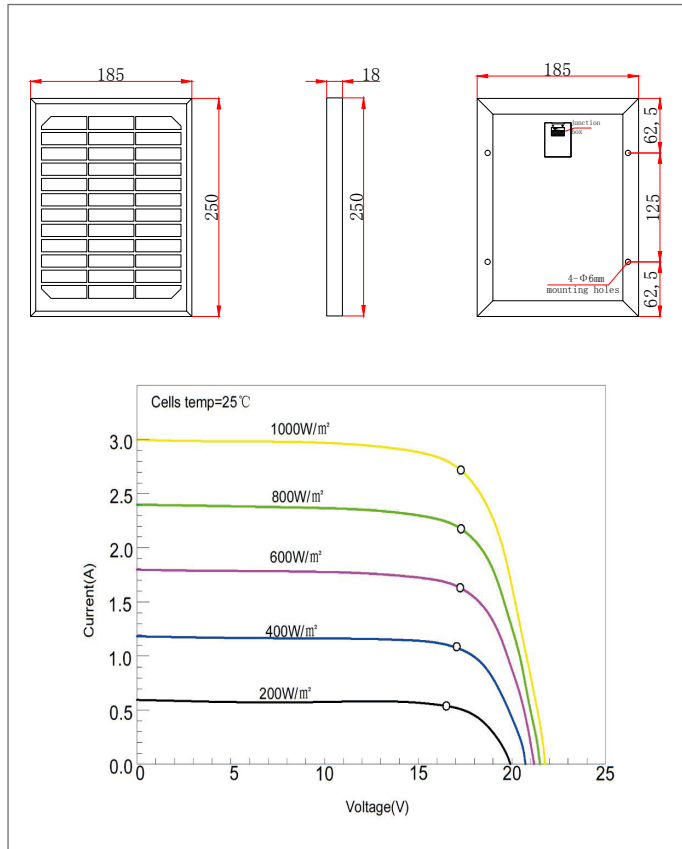 185
18
185
250
250
62,5
125
62,5
junction
box
4-Φ6mm
mounting holes
Cells temp=25℃
1000W/m²
800W/m²
600W/m²
400W/m²
200W/m²
Current(A)
3.0
2.5
2.0
1.5
1.0
0.5
0.0
0
5
10
15
20
25
Voltage(V)